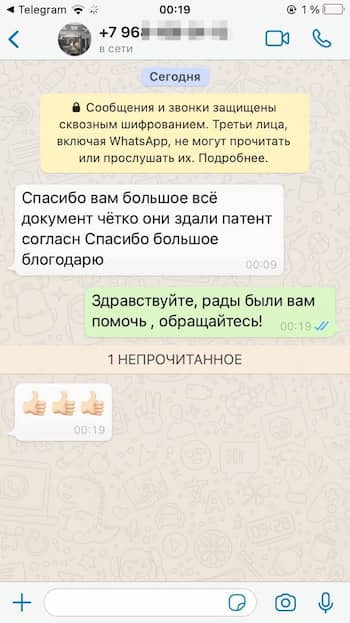 Telegram
00:19
1 %
+7 96
в сети
Сегодня
Сообщения и звонки защищены
сквозным шифрованием. Третьи лица,
включая WhatsApp, не могут прочитать
или прослушать их. Подробнее.
Спасибо вам большое всё
документ чётко они здали патент
согласн Спасибо большое
блогодарю
00:09
Здравствуйте, рады были вам
помочь , обращайтесь!
00:19
1 НЕПРОЧИТАННОЕ
👍🏻👍🏻👍🏻
00:19